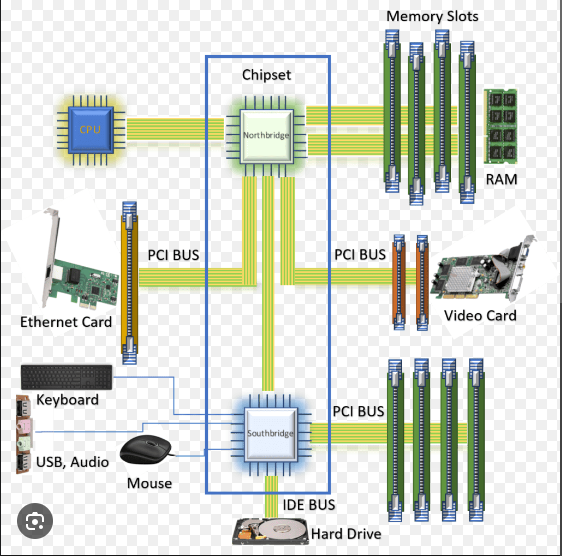 Memory Slots
Chipset
CPU
Northbridge
RAM
PCI BUS
PCI BUS
Ethernet Card
Video Card
Keyboard
PCI BUS
Southbridge
USB, Audio
Mouse
IDE BUS
Hard Drive